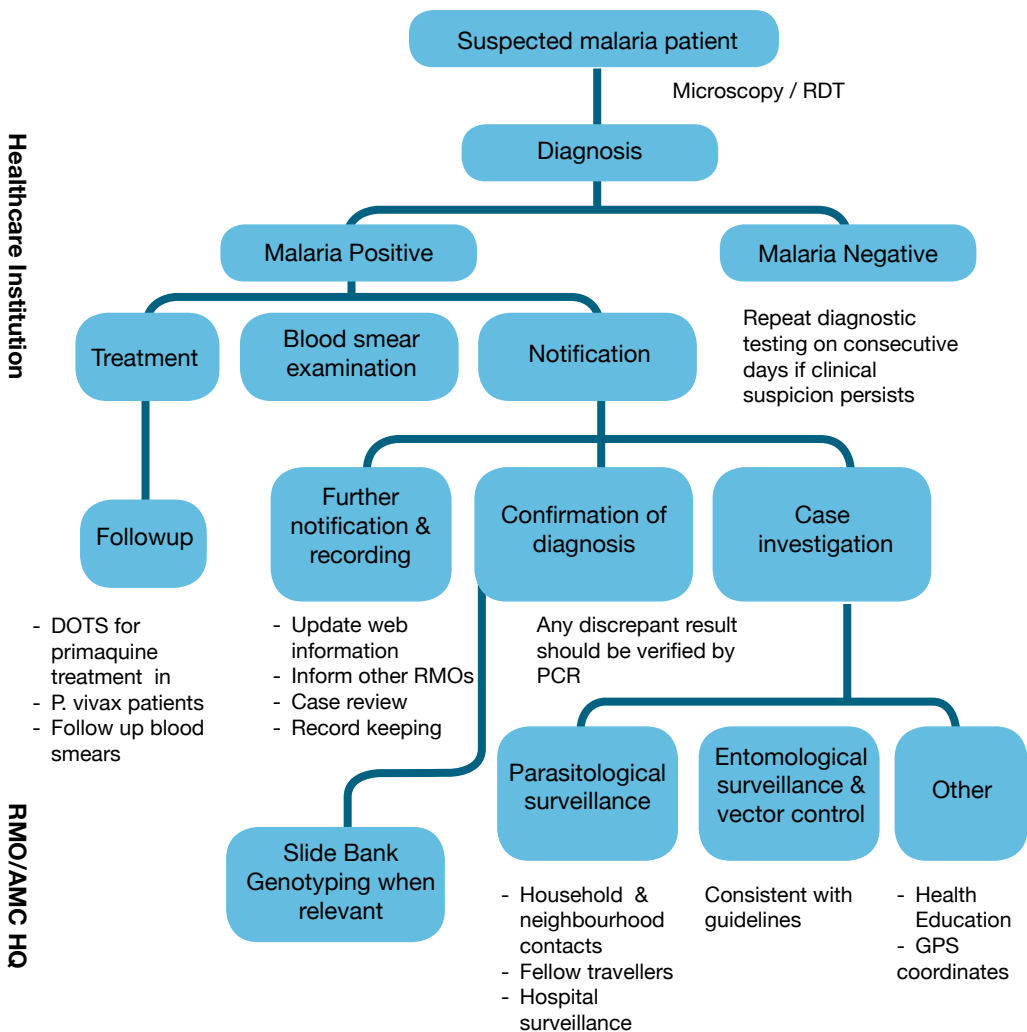 Suspected malaria patient
Microscopy / RDT
Diagnosis
Healthcare Institution
Malaria Positive
Malaria Negative
Treatment
Blood smear
examination
Notification
Repeat diagnostic
testing on consecutive
days if clinical
suspicion persists
Followup
Further
notification &
recording
Confirmation of
diagnosis
Case
investigation
- DOTS for
primaquine
treatment in
- P. vivax patients
- Follow up blood
smears
- Update web
information
- Inform other RMOs
- Case review
- Record keeping
Any discrepant result
should be verified by
PCR
RMO/AMC HQ
Slide Bank
Genotyping when
relevant
Parasitological
surveillance
Entomological
surveillance &
vector control
Other
- Household &
neighbourhood
contacts
- Fellow travellers
- Hospital
surveillance
Consistent with
guidelines
- Health
Education
- GPS
coordinates